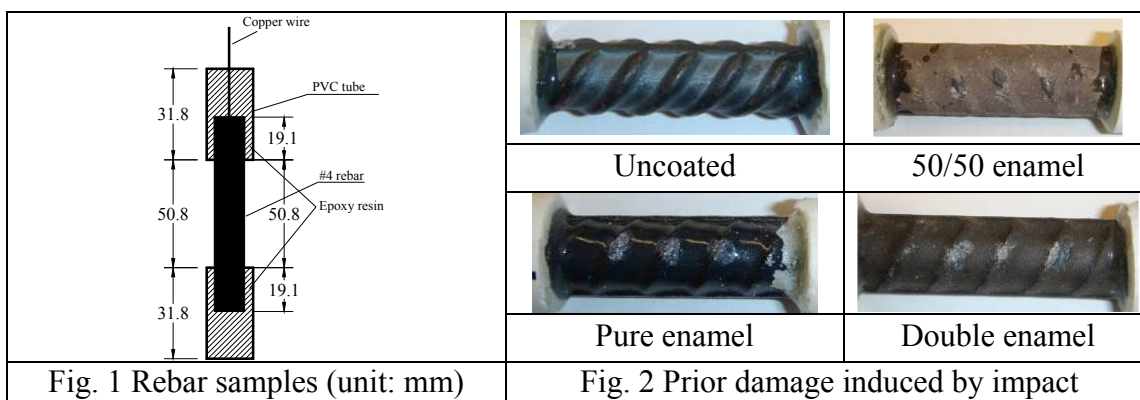 Copper wire
PVC tube
31.8
19.1
#4 rebar
50.8
50.8
Epoxy resin
19.1
31.8
Uncoated
50/50 enamel
Pure enamel
Double enamel
Fig. 1 Rebar samples (unit: mm)
Fig. 2 Prior damage induced by impact